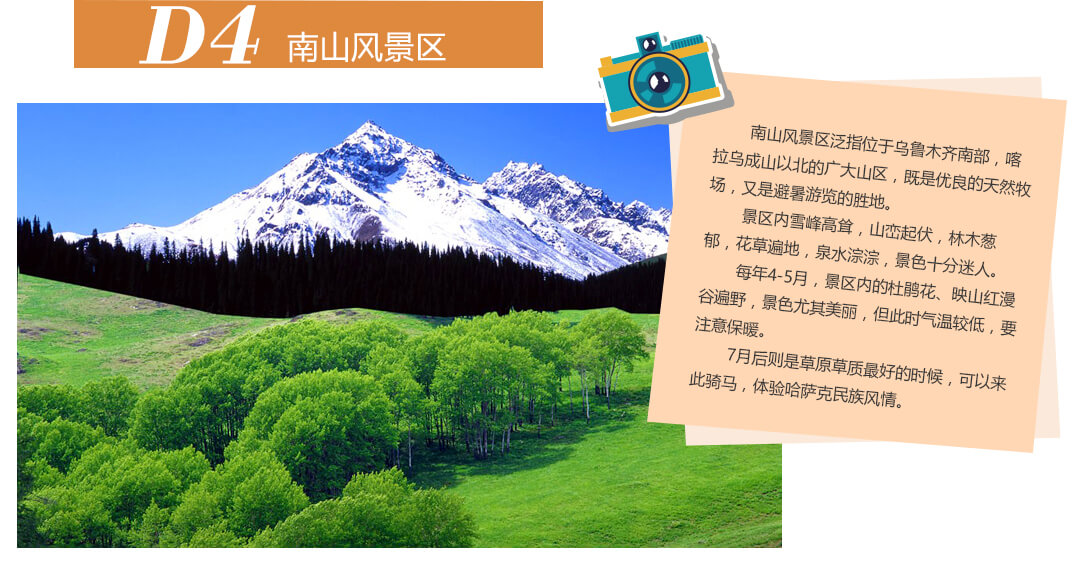 D4 南山风景区
南山风景区泛指位于乌鲁木齐南部，喀
拉乌成山以北的广大山区，既是优良的天然牧
场，又是避暑游览的胜地。
景区内雪峰高耸，山峦起伏，林木葱
郁，花草遍地，泉水淙淙，景色十分迷人。
每年4-5月，景区内的杜鹃花、映山红漫
谷遍野，景色尤其美丽，但此时气温较低，要
注意保暖。
7月后则是草原草质最好的时候，可以来
此骑马，体验哈萨克民族风情。